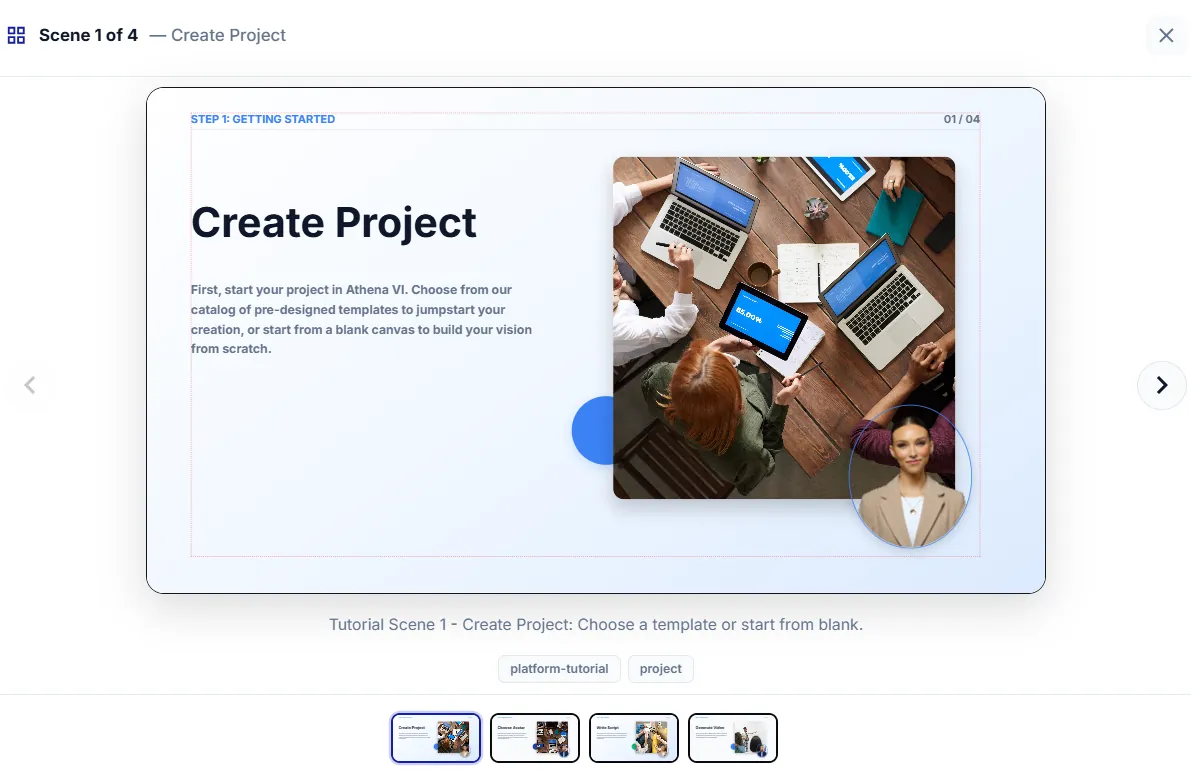 Scene 1 of 4 — Create Project
STEP 1: GETTING STARTED
01 / 04
Create Project
First, start your project in Athena VI. Choose from our
catalog of pre-designed templates to jumpstart your
creation, or start from a blank canvas to build your vision
from scratch.
85.00%
Tutorial Scene 1 - Create Project: Choose a template or start from blank.
platform-tutorial
project
Create Project
Choose Avatar
Write Script
Generate Video